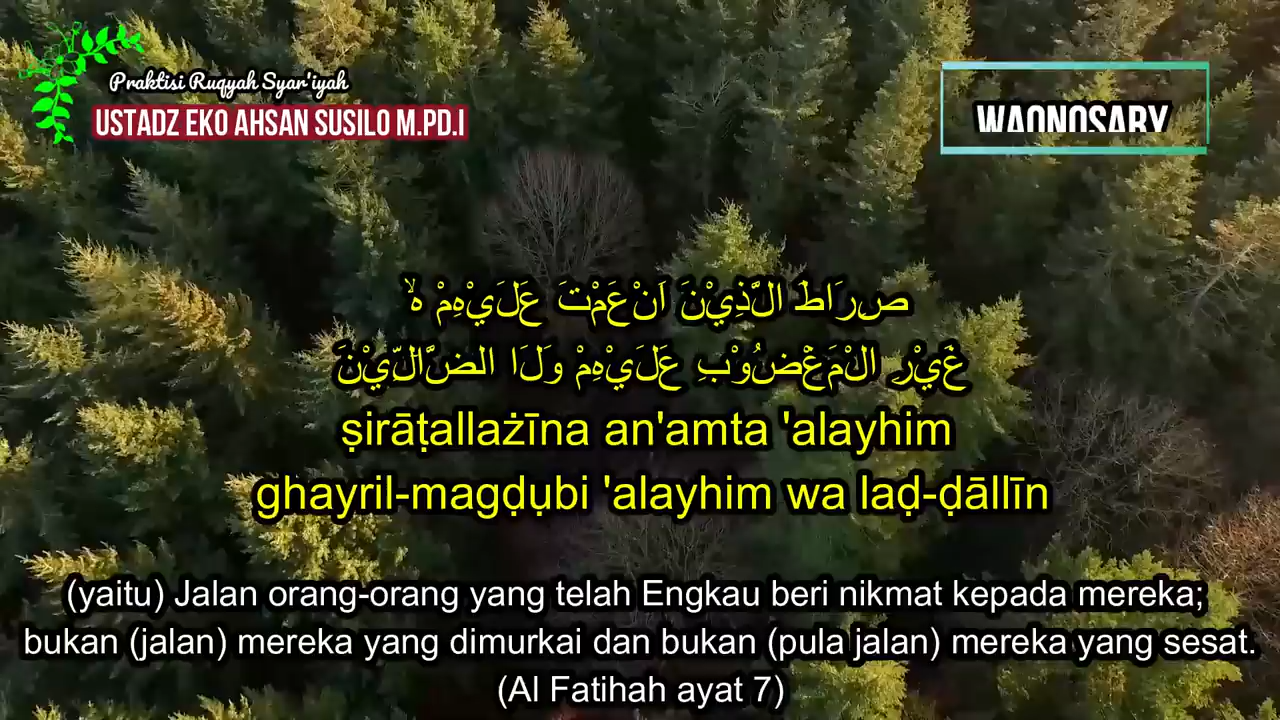 Praktisi Ruqyah Syar'iyah
USTADZ EKO AHSAN SUSILO M.PD.I
صِرَاطَ الَّذِيْنَ اَنْعَمْتَ عَلَيْهِمْ ەۙ
غَيْرِ الْمَغْضُوْبِ عَلَيْهِمْ وَلَا الضَّاۤلِّيْنَ
ṣirāṭallażīna an'amta 'alayhim
ghayril-magḍụbi 'alayhim wa laḍ-ḍāllīn
(yaitu) Jalan orang-orang yang telah Engkau beri nikmat kepada mereka;
bukan (jalan) mereka yang dimurkai dan bukan (pula jalan) mereka yang sesat.
(Al Fatihah ayat 7)